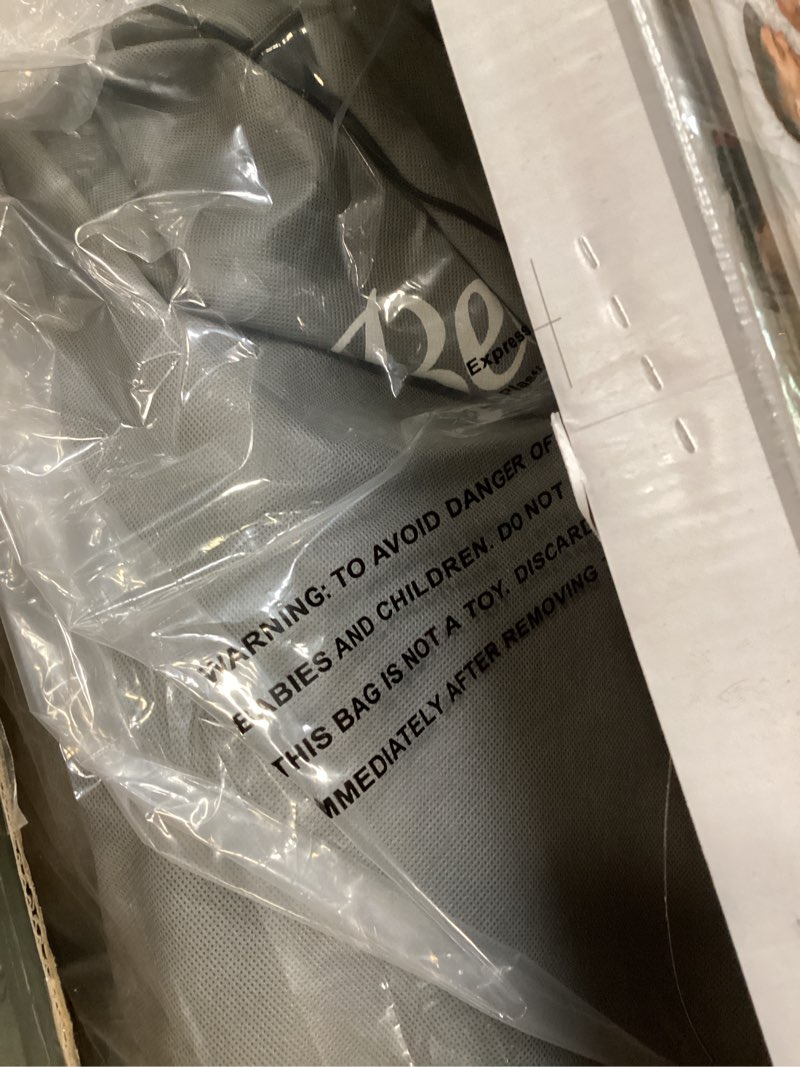 Re
Express
WARNING: TO AVOID DANGER OF
BABIES AND CHILDREN. DO NOT
THIS BAG IS NOT A TOY. DISCARD
IMMEDIATELY AFTER REMOVING